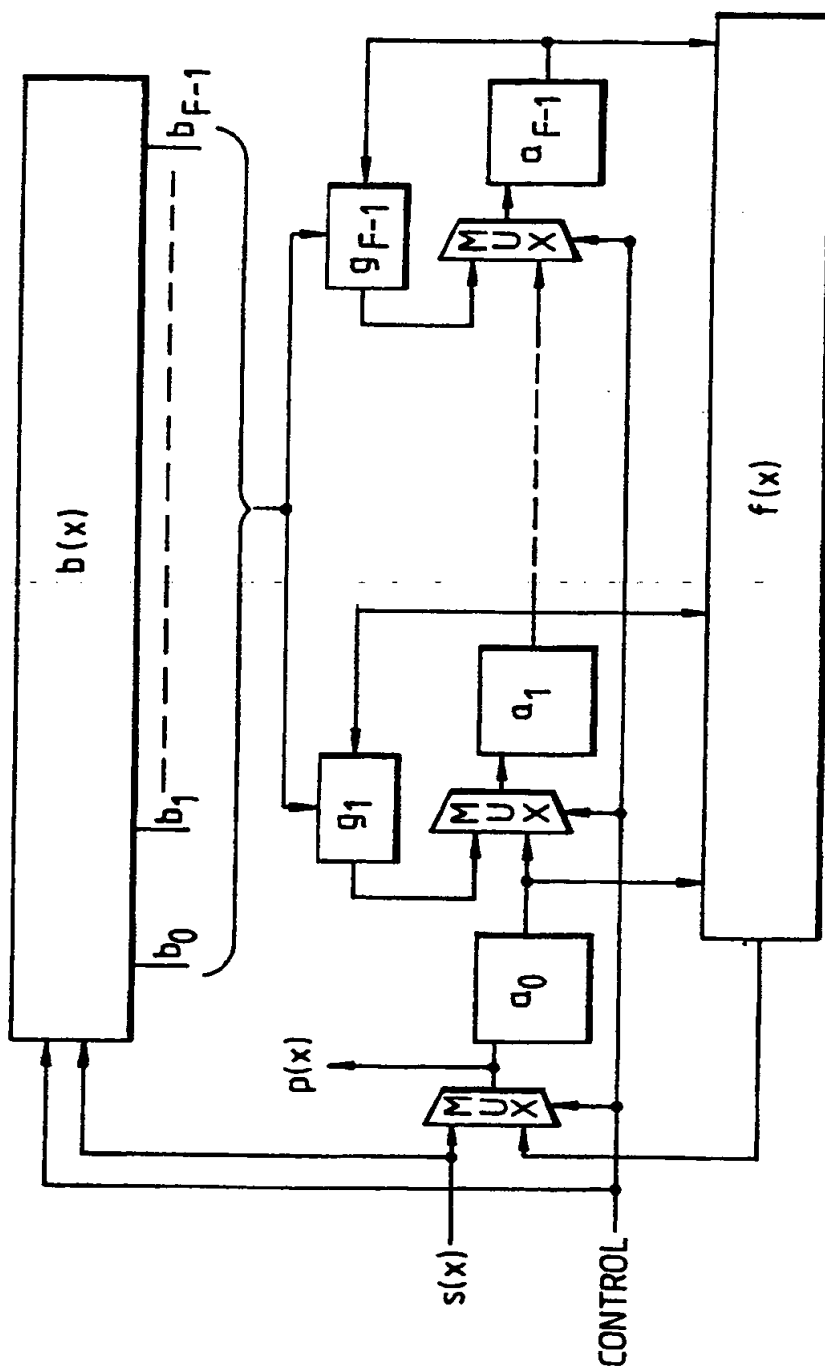 b(x)
b0 b1 bF-1
g1 gF-1
p(x)
MUX MUX MUX
a0 a1 aF-1
s(x)
CONTROL
f(x)